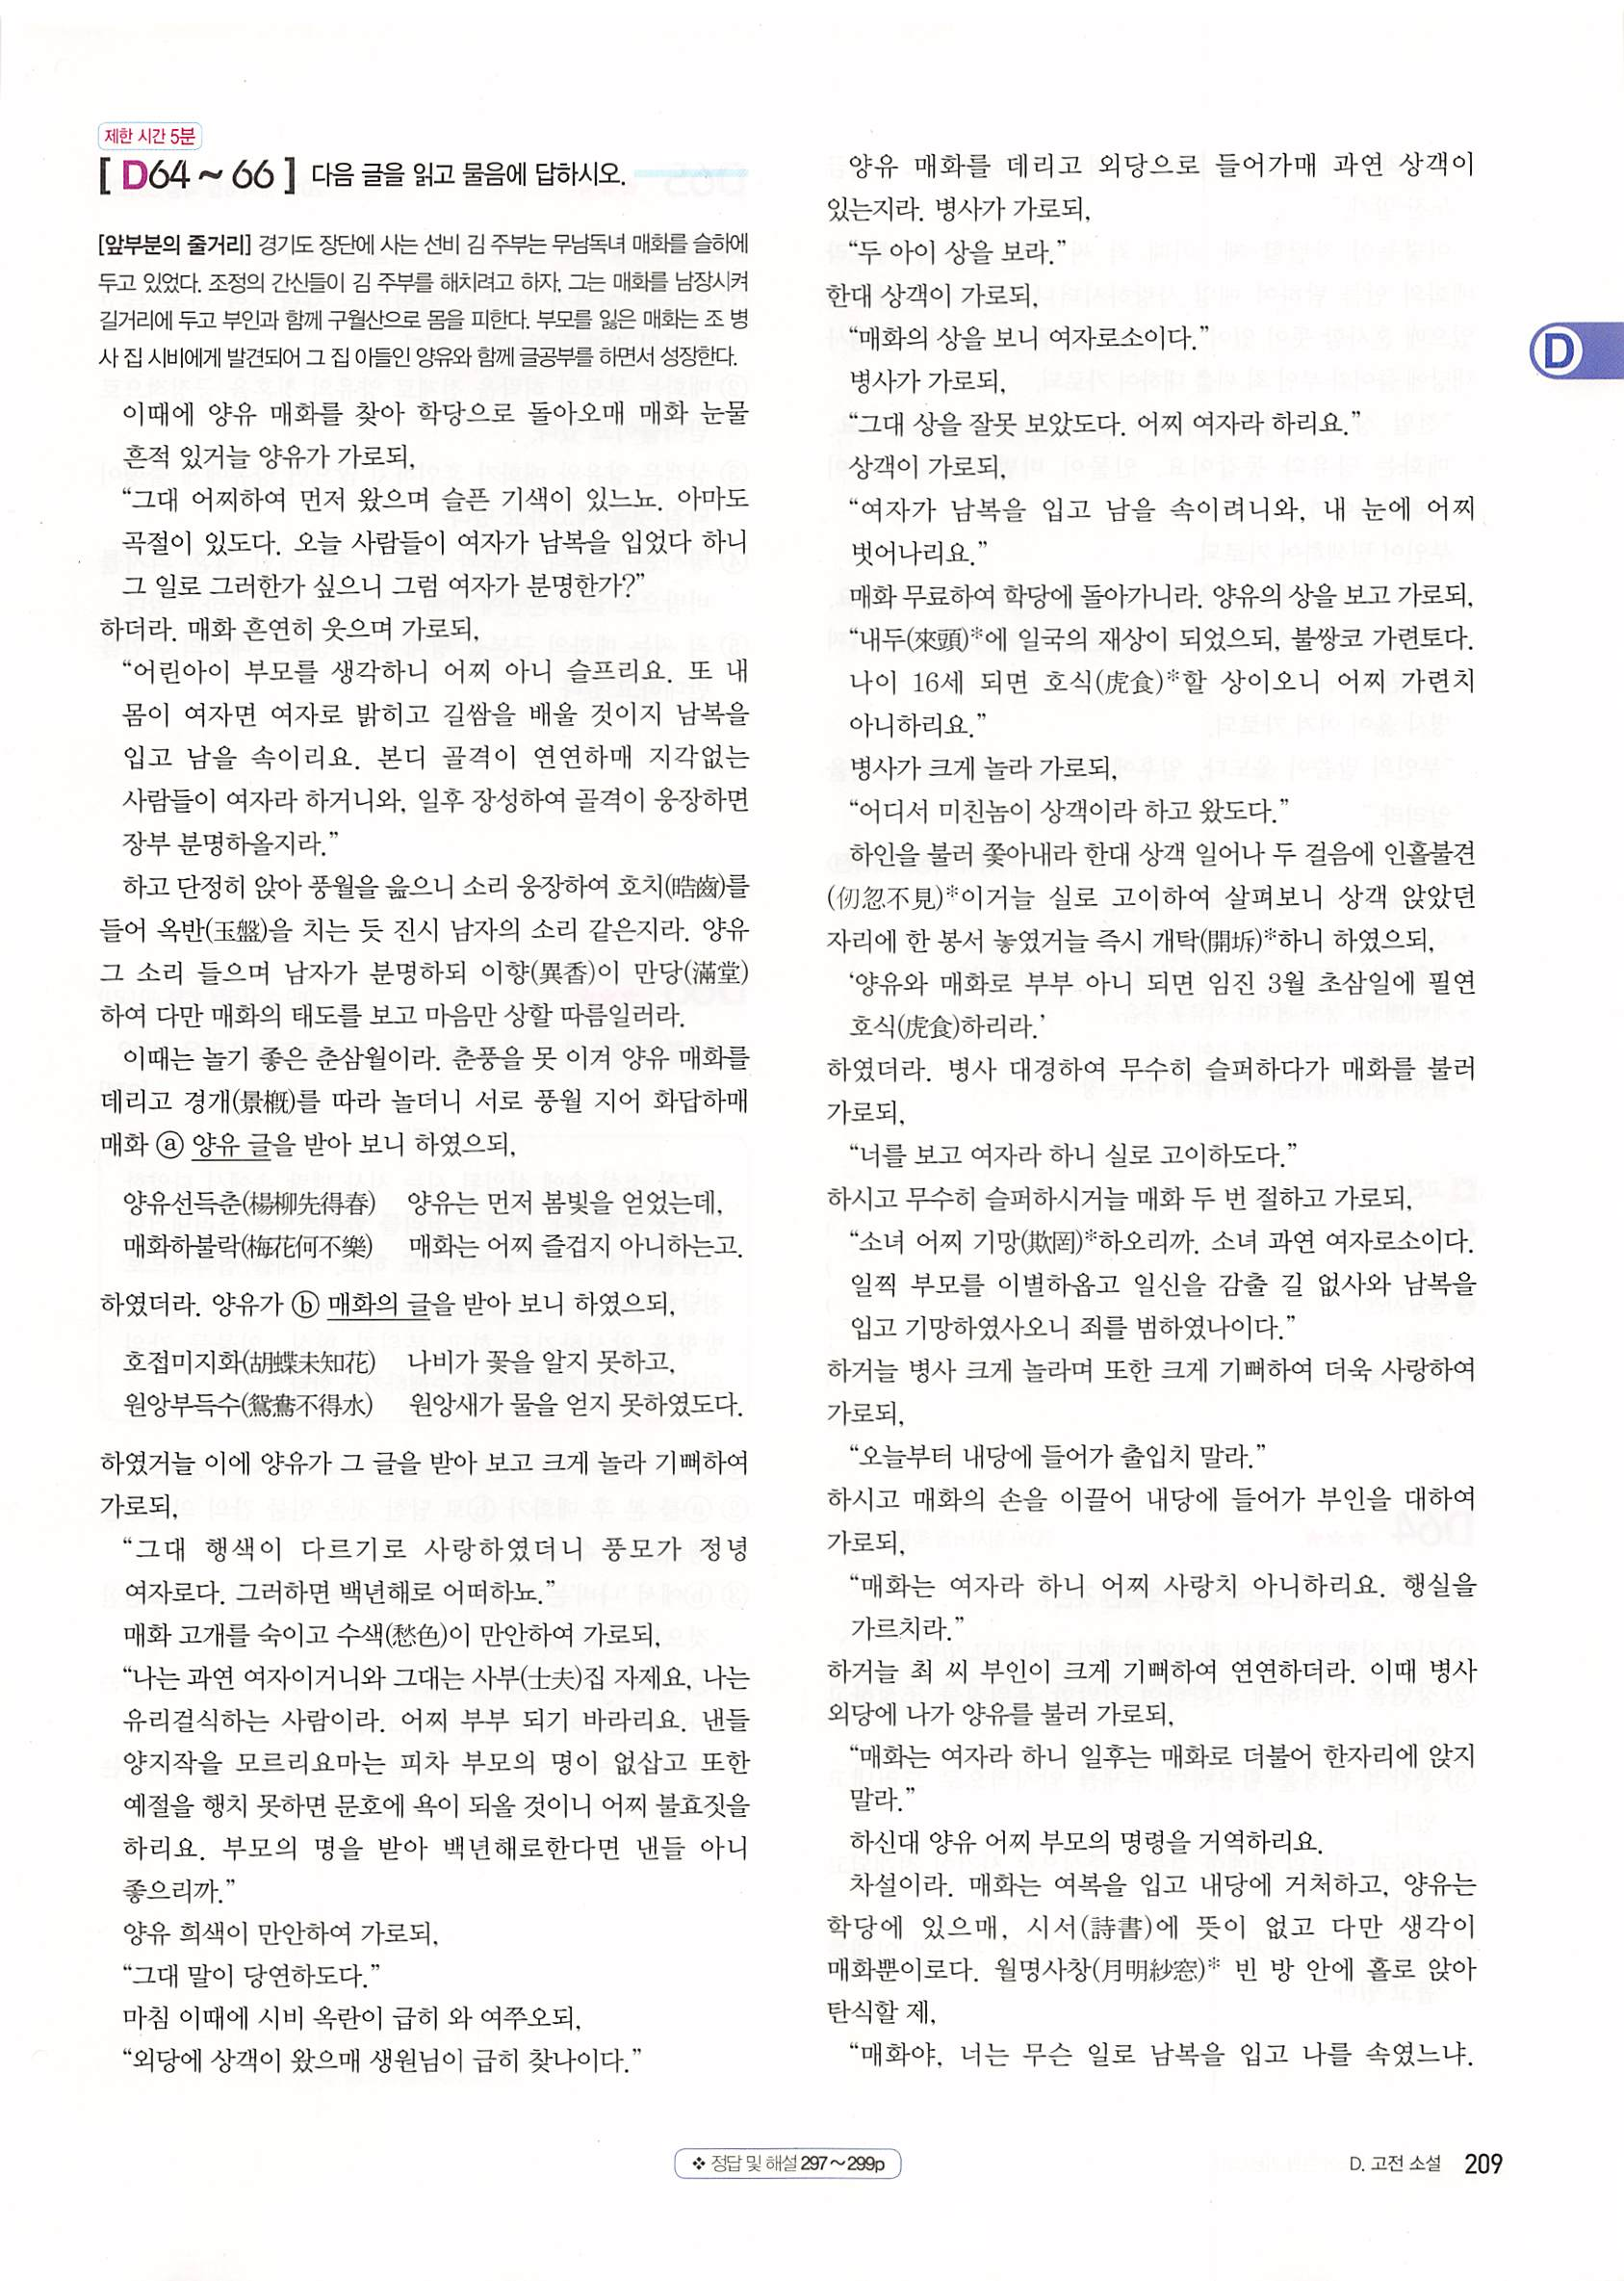 제한 시간 5분
[ D64 ~ 66 ] 다음 글을 읽고 물음에 답하시오.
[앞부분의 줄거리] 경기도 장단에 사는 선비 김 주부는 무남독녀 매화를 슬하에
두고 있었다. 조정의 간신들이 김 주부를 해치려고 하자, 그는 매화를 남장시켜
길거리에 두고 부인과 함께 구월산으로 몸을 피한다. 부모를 잃은 매화는 조 병
사 집 시비에게 발견되어 그 집 아들인 양유와 함께 글공부를 하면서 성장한다.
이때에 양유 매화를 찾아 학당으로 돌아오매 매화 눈물
흔적 있거늘 양유가 가로되,
“그대 어찌하여 먼저 왔으며 슬픈 기색이 있느뇨. 아마도
곡절이 있도다. 오늘 사람들이 여자가 남복을 입었다 하니
그 일로 그러한가 싶으니 그럼 여자가 분명한가?”
하더라. 매화 흔연히 웃으며 가로되,
“어린아이 부모를 생각하니 어찌 아니 슬프리요. 또 내
몸이 여자면 여자로 밝히고 길쌈을 배울 것이지 남복을
입고 남을 속이리요. 본디 골격이 연연하매 지각없는
사람들이 여자라 하거니와, 일후 장성하여 골격이 웅장하면
장부 분명하올지라.”
하고 단정히 앉아 풍월을 읊으니 소리 웅장하여 호치(晧齒)를
들어 옥반(玉盤)을 치는 듯 진시 남자의 소리 같은지라. 양유
그 소리 들으며 남자가 분명하되 이향(異香)이 만당(滿堂)
하여 다만 매화의 태도를 보고 마음만 상할 따름일러라.
이때는 놀기 좋은 춘삼월이라. 춘풍을 못 이겨 양유 매화를
데리고 경개(景槪)를 따라 놀더니 서로 풍월 지어 화답하매
매화 ⓐ 양유 글을 받아 보니 하였으되,
양유선득춘(楊柳先得春) 양유는 먼저 봄빛을 얻었는데,
매화하불락(梅花何不樂) 매화는 어찌 즐겁지 아니하는고.
하였더라. 양유가 ⓑ 매화의 글을 받아 보니 하였으되,
호접미지화(胡蝶未知花) 나비가 꽃을 알지 못하고,
원앙부득수(鴛鴦不得水) 원앙새가 물을 얻지 못하였도다.
하였거늘 이에 양유가 그 글을 받아 보고 크게 놀라 기뻐하여
가로되,
“그대 행색이 다르기로 사랑하였더니 풍모가 정녕
여자로다. 그러하면 백년해로 어떠하뇨.”
매화 고개를 숙이고 수색(愁色)이 만안하여 가로되,
“나는 과연 여자이거니와 그대는 사부(士夫)집 자제요, 나는
유리걸식하는 사람이라. 어찌 부부 되기 바라리요. 낸들
양지작을 모르리요마는 피차 부모의 명이 없삽고 또한
예절을 행치 못하면 문호에 욕이 되올 것이니 어찌 불효짓을
하리요. 부모의 명을 받아 백년해로한다면 낸들 아니
좋으리까.”
양유 희색이 만안하여 가로되,
“그대 말이 당연하도다.”
마침 이때에 시비 옥란이 급히 와 여쭈오되,
“외당에 상객이 왔으매 생원님이 급히 찾나이다.”
양유 매화를 데리고 외당으로 들어가매 과연 상객이
있는지라. 병사가 가로되,
“두 아이 상을 보라.”
한대 상객이 가로되,
“매화의 상을 보니 여자로소이다.”
병사가 가로되,
“그대 상을 잘못 보았도다. 어찌 여자라 하리요.”
상객이 가로되,
“여자가 남복을 입고 남을 속이려니와, 내 눈에 어찌
벗어나리요.”
매화 무료하여 학당에 돌아가니라. 양유의 상을 보고 가로되,
“내두(來頭)*에 일국의 재상이 되었으되, 불쌍코 가련토다.
나이 16세 되면 호식(虎食)*할 상이오니 어찌 가련치
아니하리요.”
병사가 크게 놀라 가로되,
“어디서 미친놈이 상객이라 하고 왔도다.”
하인을 불러 쫓아내라 한대 상객 일어나 두 걸음에 인홀불견
(仞忽不見)*이거늘 실로 고이하여 살펴보니 상객 앉았던
자리에 한 봉서 놓였거늘 즉시 개탁(開坼)*하니 하였으되,
‘양유와 매화로 부부 아니 되면 임진 3월 초삼일에 필연
호식(虎食)하리라.’
하였더라. 병사 대경하여 무수히 슬퍼하다가 매화를 불러
가로되,
“너를 보고 여자라 하니 실로 고이하도다.”
하시고 무수히 슬퍼하시거늘 매화 두 번 절하고 가로되,
“소녀 어찌 기망(欺罔)*하오리까. 소녀 과연 여자로소이다.
일찍 부모를 이별하옵고 일신을 감출 길 없사와 남복을
입고 기망하였사오니 죄를 범하였나이다.”
하거늘 병사 크게 놀라며 또한 크게 기뻐하여 더욱 사랑하여
가로되,
“오늘부터 내당에 들어가 출입치 말라.”
하시고 매화의 손을 이끌어 내당에 들어가 부인을 대하여
가로되,
“매화는 여자라 하니 어찌 사랑치 아니하리요. 행실을
가르치라.”
하거늘 최 씨 부인이 크게 기뻐하여 연연하더라. 이때 병사
외당에 나가 양유를 불러 가로되,
“매화는 여자라 하니 일후는 매화로 더불어 한자리에 앉지
말라.”
하신대 양유 어찌 부모의 명령을 거역하리요.
차설이라. 매화는 여복을 입고 내당에 거처하고, 양유는
학당에 있으매, 시서(詩書)에 뜻이 없고 다만 생각이
매화뿐이로다. 월명사창(月明紗窓)* 빈 방 안에 홀로 앉아
탄식할 제,
“매화야, 너는 무슨 일로 남복을 입고 나를 속였느냐.
D
❖ 정답 및 해설 297~299p
D. 고전 소설 209